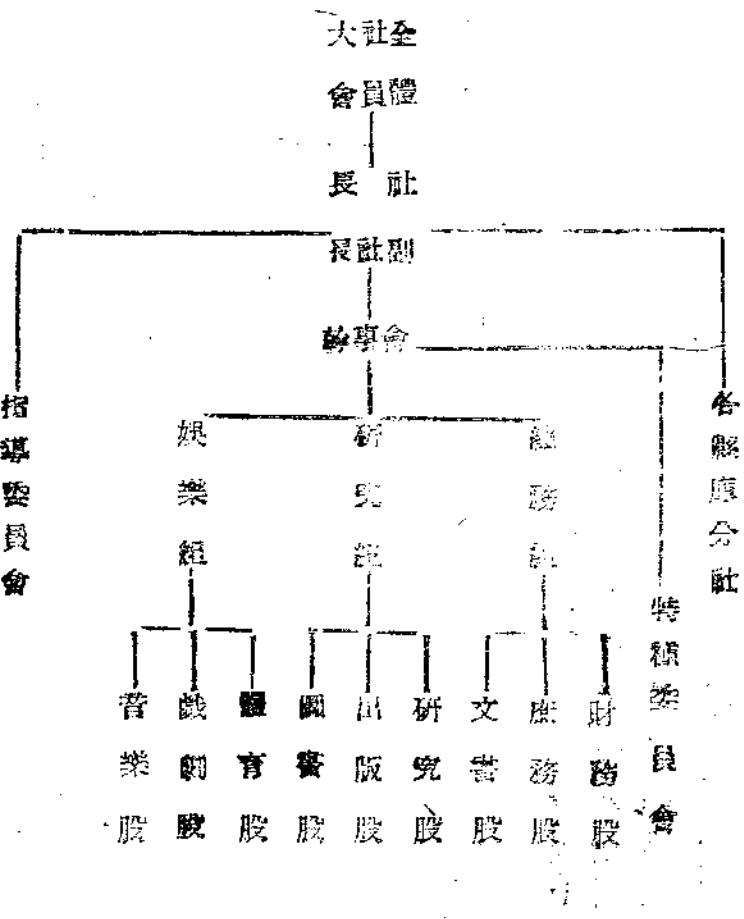 全體社員大會
社長
副社長
幹事會
各縣庫分社
特種委員會
總務組
研究組
娛樂組
財務股
庶務股
文書股
研究股
出版股
圖書股
體育股
戲劇股
音樂股
指導委員會